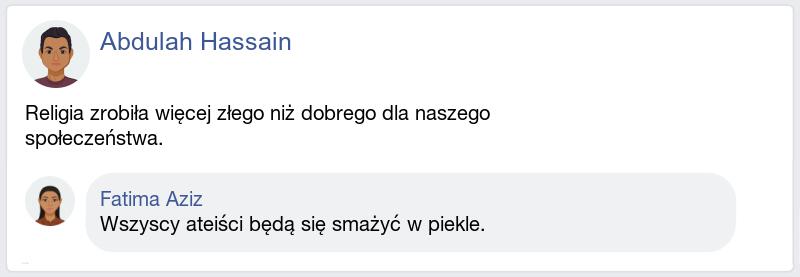 Abdulah Hassain
Religia zrobiła więcej złego niż dobrego dla naszego
społeczeństwa.
Fatima Aziz
Wszyscy ateiści będą się smażyć w piekle.